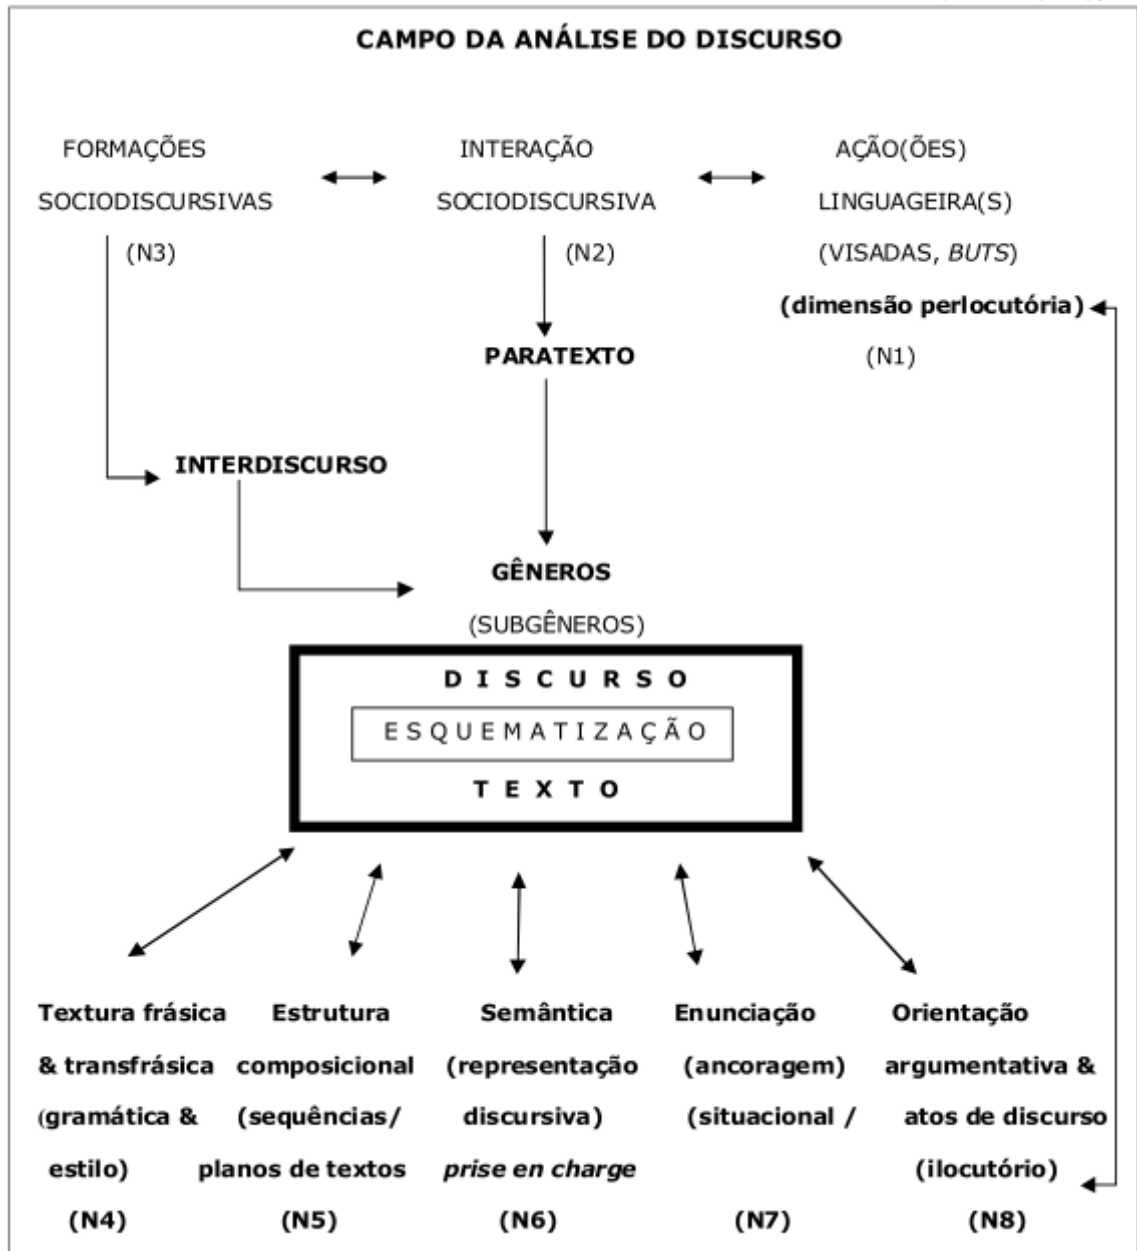 CAMPO DA ANÁLISE DO DISCURSO
FORMAÇÕES INTERAÇÃO AÇÃO(ÕES)
SOCIODISCURSIVAS SOCIODISCURSIVA LINGUAGEIRA(S)
(N3) (N2) (VISADAS, BUTS)
(dimensão perlocutória)
PARATEXTO (N1)
INTERDISCURSO
GÊNEROS
(SUBGÊNEROS)
D I S C U R S O
E S Q U E M A T I Z A Ç Ã O
T E X T O
Textura frásica Estrutura Semântica Enunciação Orientação
& transfrásica composicional (representação (ancoragem) argumentativa &
(gramática & (sequências/ discursiva) (situacional / atos de discurso
estilo) planos de textos prise en charge (ilocutório)
(N4) (N5) (N6) (N7) (N8)